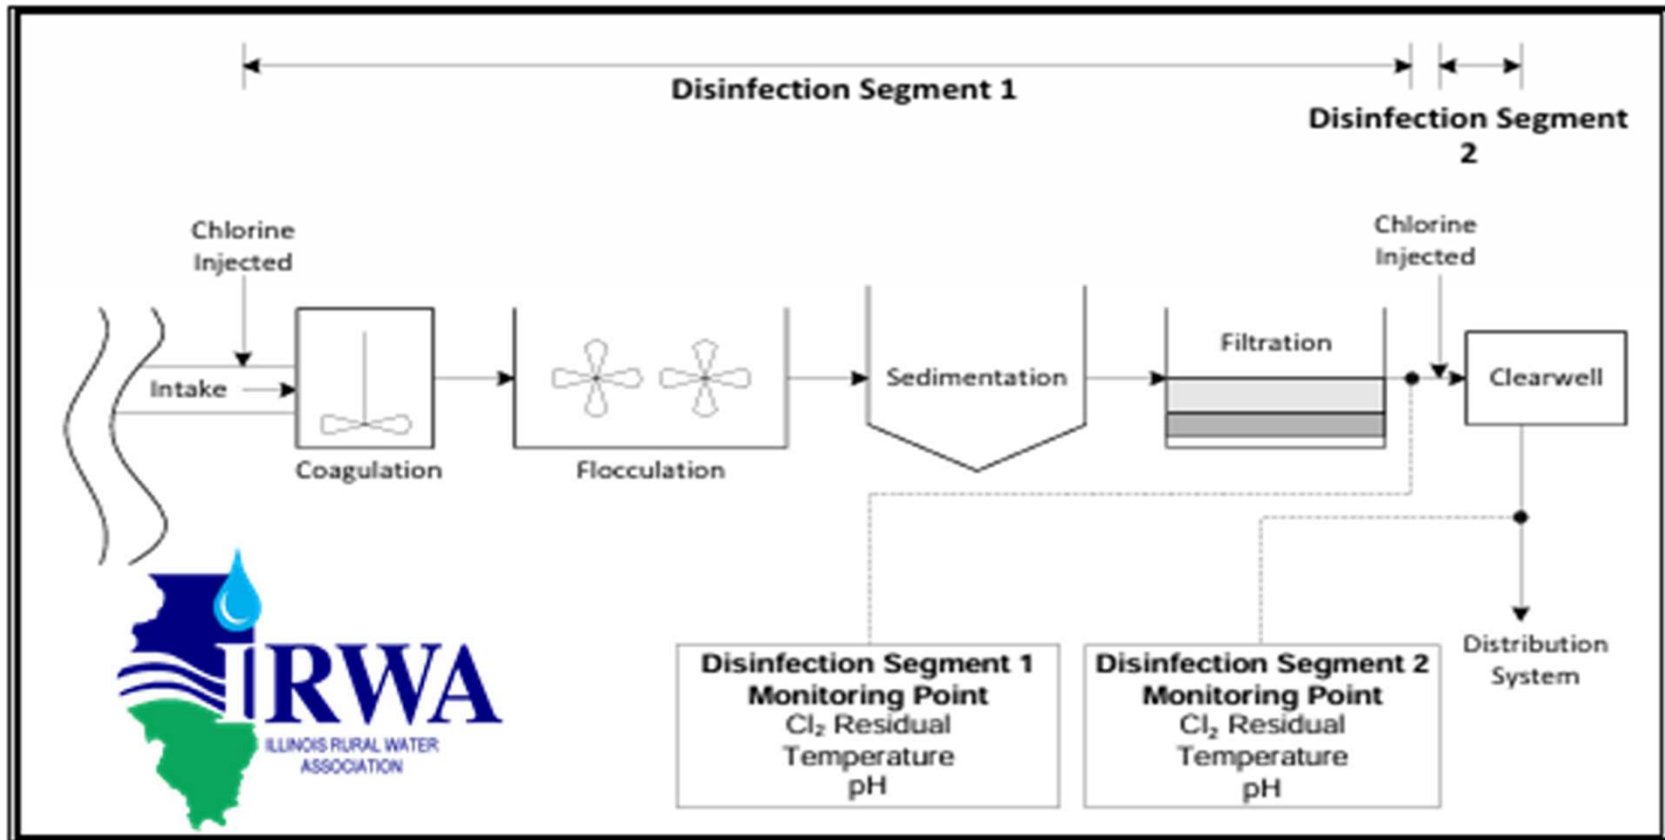 Disinfection Segment 1
Disinfection Segment
2
Chlorine
Injected
Chlorine
Injected
Intake
Coagulation
Flocculation
Sedimentation
Filtration
Clearwell
Distribution
System
Disinfection Segment 1
Monitoring Point
Cl₂ Residual
Temperature
pH
Disinfection Segment 2
Monitoring Point
Cl₂ Residual
Temperature
pH
IRWA
ILLINOIS RURAL WATER
ASSOCIATION